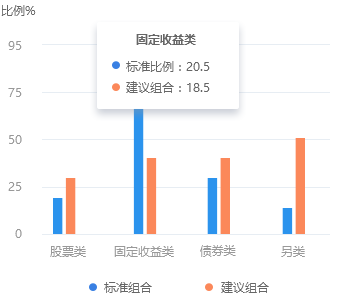 比例%
95
固定收益类
标准比例：20.5
建议组合：18.5
75
50
25
0
股票类 固定收益类 债券类 另类
标准组合 建议组合